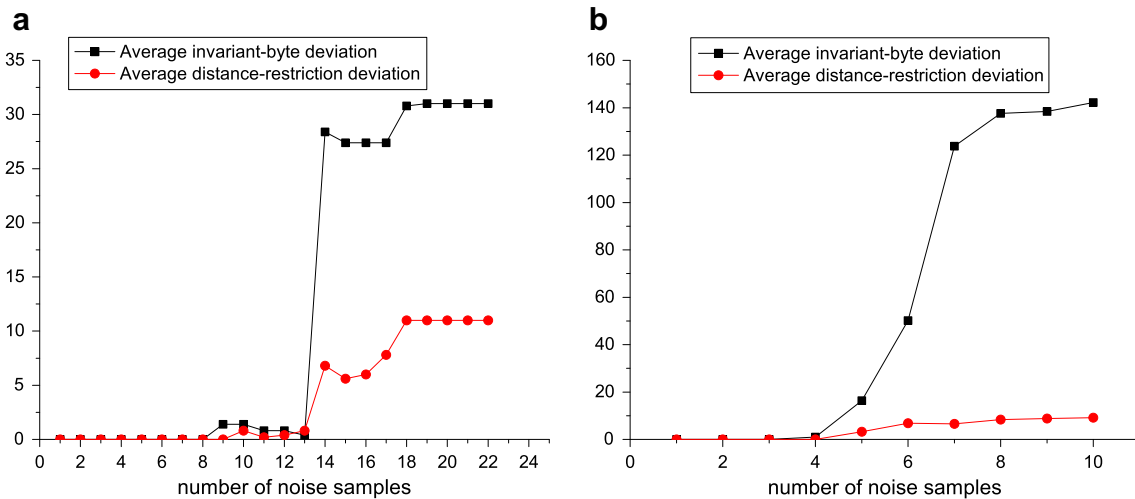 a
Average invariant-byte deviation
Average distance-restriction deviation
35
30
25
20
15
10
5
0
0 2 4 6 8 10 12 14 16 18 20 22 24
number of noise samples
b
Average invariant-byte deviation
Average distance-restriction deviation
160
140
120
100
80
60
40
20
0
0 2 4 6 8 10
number of noise samples